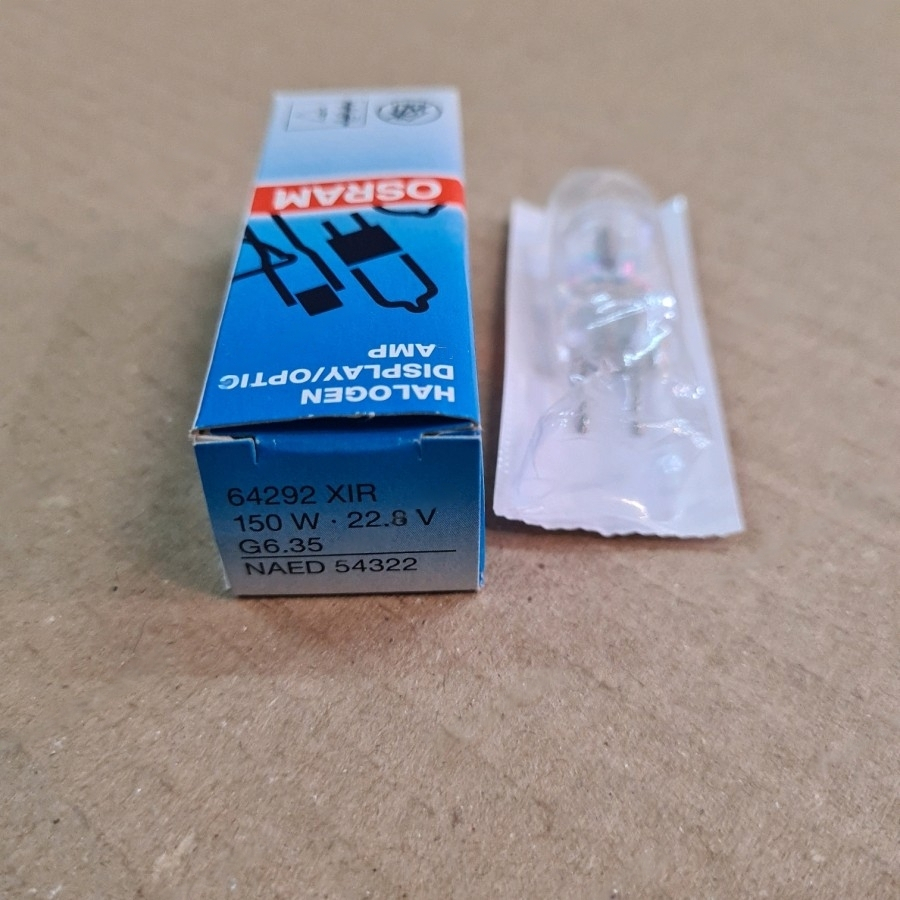 OSRAM
HALOGEN
DISPLAY/OPTIC
AMP
64292 XIR
150 W · 22.8 V
G6.35
NAED 54322